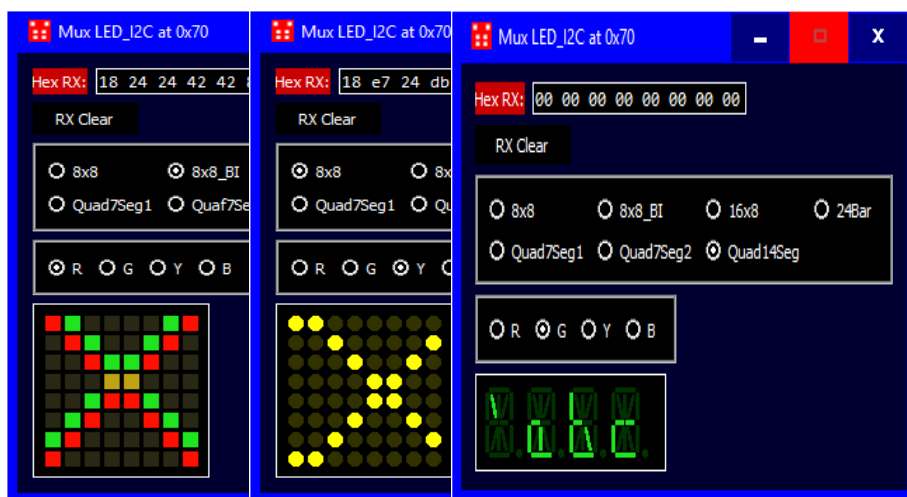 Mux LED_I2C at 0x70
Hex RX: 18 24 24 42 42
RX Clear
8x8 8x8_BI
Quad7Seg1 Quaf7Se
R G Y B
Mux LED_I2C at 0x70
Hex RX: 18 e7 24 db
RX Clear
8x8 8x
Quad7Seg1 Qu
R G Y
Mux LED_I2C at 0x70
Hex RX: 00 00 00 00 00 00 00 00
RX Clear
8x8 8x8_BI 16x8 24Bar
Quad7Seg1 Quad7Seg2 Quad14Seg
R G Y B